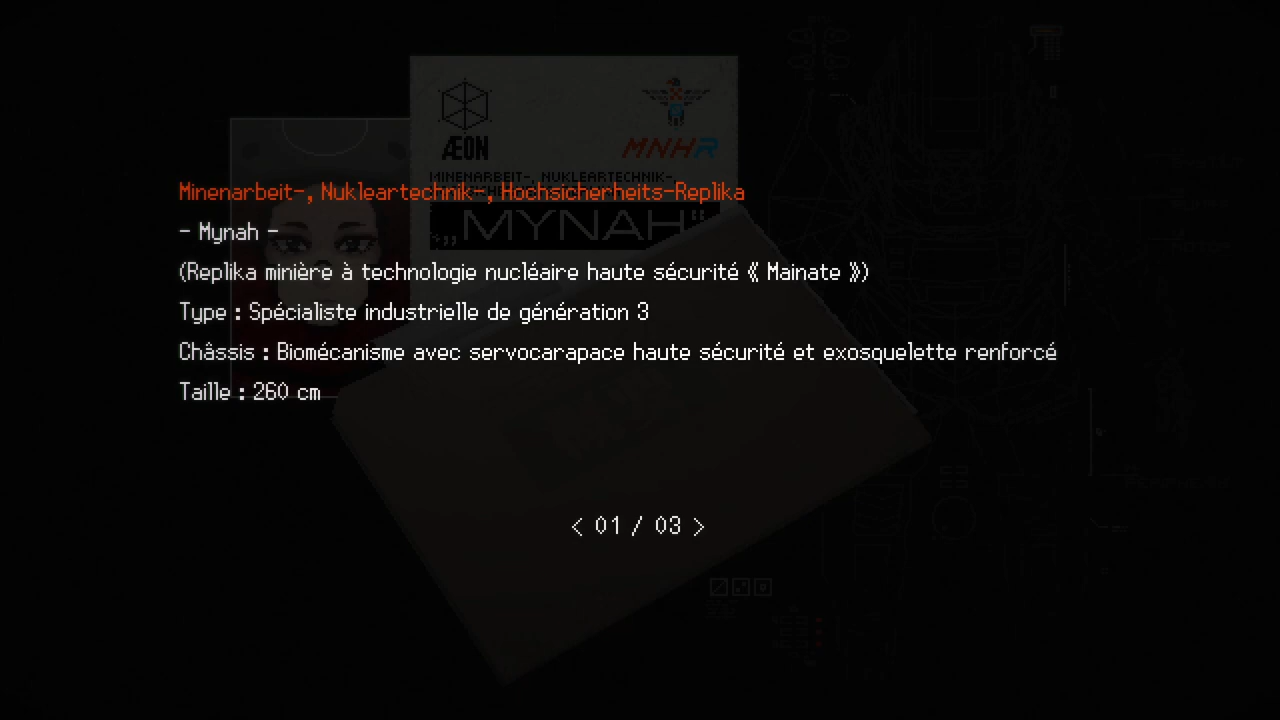 ÆON
MNHR
MINENARBEIT-, NUKLEARTECHNIK-,
Minenarbeit-, Nukleartechnik-, Hochsicherheits-Replika
„MYNAH“
- Mynah -
(Replika minière à technologie nucléaire haute sécurité 《 Mainate 》)
Type : Spécialiste industrielle de génération 3
Châssis : Biomécanisme avec servocarapace haute sécurité et exosquelette renforcé
Taille : 260 cm
< 01 / 03 >